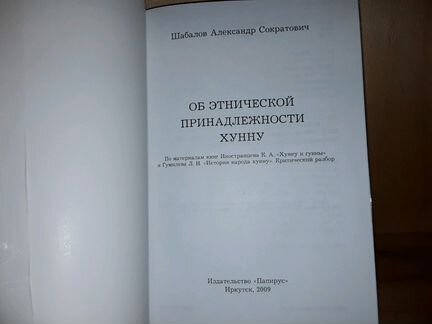 Шабалов Александр Сократович
ОБ ЭТНИЧЕСКОЙ
ПРИНАДЛЕЖНОСТИ
ХУННУ
По материалам книг Иностранцева К. А. «Хунну и гунны»
и Гумилева Л. Н. «История народа хунну». Критический разбор
Издательство «Папирус»
Иркутск, 2009